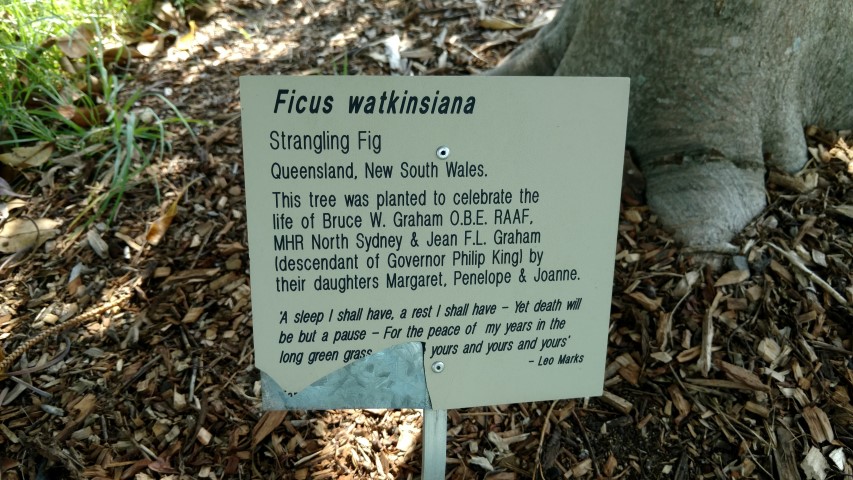 Ficus watkinsiana
Strangling Fig
Queensland, New South Wales.
This tree was planted to celebrate the
life of Bruce W. Graham O.B.E. RAAF,
MHR North Sydney & Jean F.L. Graham
(descendant of Governor Philip King) by
their daughters Margaret, Penelope & Joanne.
'A sleep I shall have, a rest I shall have - Yet death will
be but a pause - For the peace of my years in the
long green grass yours and yours and yours'
- Leo Marks